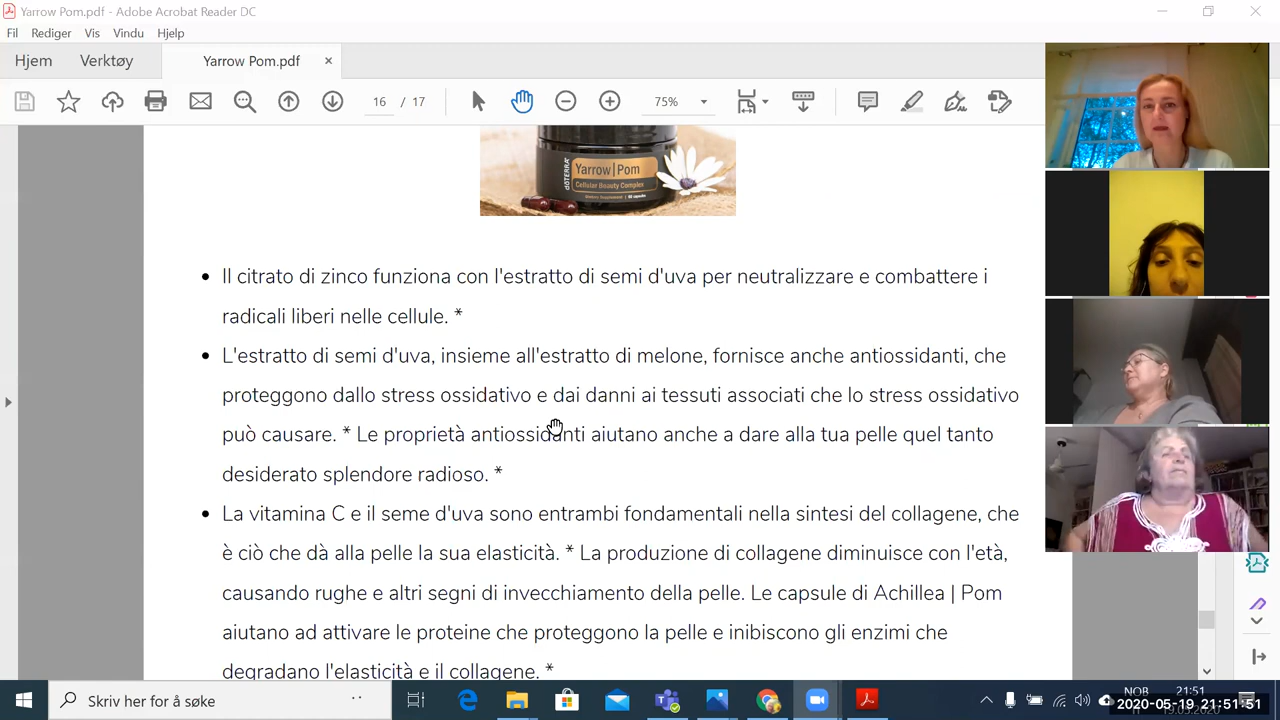 Yarrow Pom.pdf - Adobe Acrobat Reader DC
Fil Rediger Vis Vindu Hjelp
Hjem Verktøy Yarrow Pom.pdf ×
16 / 17 75%
dōTERRA
Yarrow|Pom
Cellular Beauty Complex
• Il citrato di zinco funziona con l'estratto di semi d'uva per neutralizzare e combattere i
radicali liberi nelle cellule. *
• L'estratto di semi d'uva, insieme all'estratto di melone, fornisce anche antiossidanti, che
proteggono dallo stress ossidativo e dai danni ai tessuti associati che lo stress ossidativo
può causare. * Le proprietà antiossidanti aiutano anche a dare alla tua pelle quel tanto
desiderato splendore radioso. *
• La vitamina C e il seme d'uva sono entrambi fondamentali nella sintesi del collagene, che
è ciò che dà alla pelle la sua elasticità. * La produzione di collagene diminuisce con l'età,
causando rughe e altri segni di invecchiamento della pelle. Le capsule di Achillea | Pom
aiutano ad attivare le proteine che proteggono la pelle e inibiscono gli enzimi che
degradano l'elasticità e il collagene. *
Skriv her for å søke
NOB 21:51
2020-05-19 21:51:51